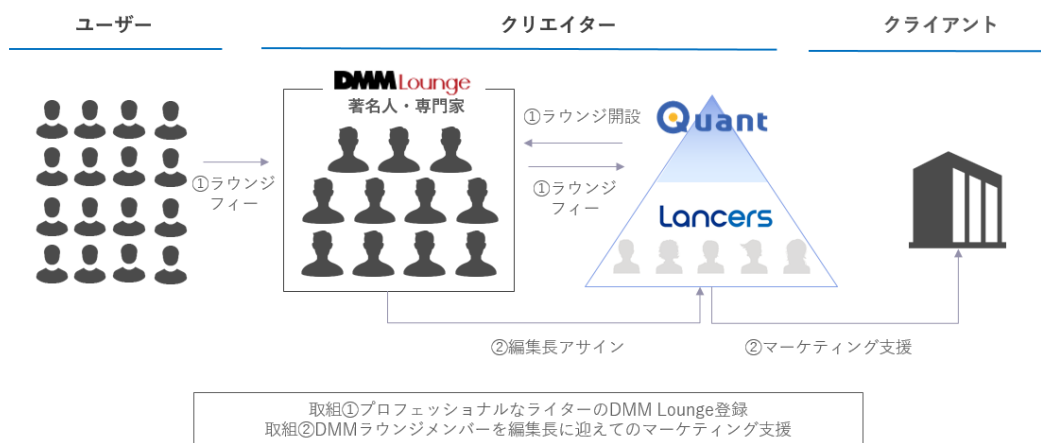 ユーザー
クリエイター
クライアント
DMM Lounge
著名人・専門家
①ラウンジ
フィー
①ラウンジ開設
①ラウンジ
フィー
Quant
Lancers
②編集長アサイン
②マーケティング支援
取組①プロフェッショナルなライターのDMM Lounge登録
取組②DMMラウンジメンバーを編集長に迎えてのマーケティング支援